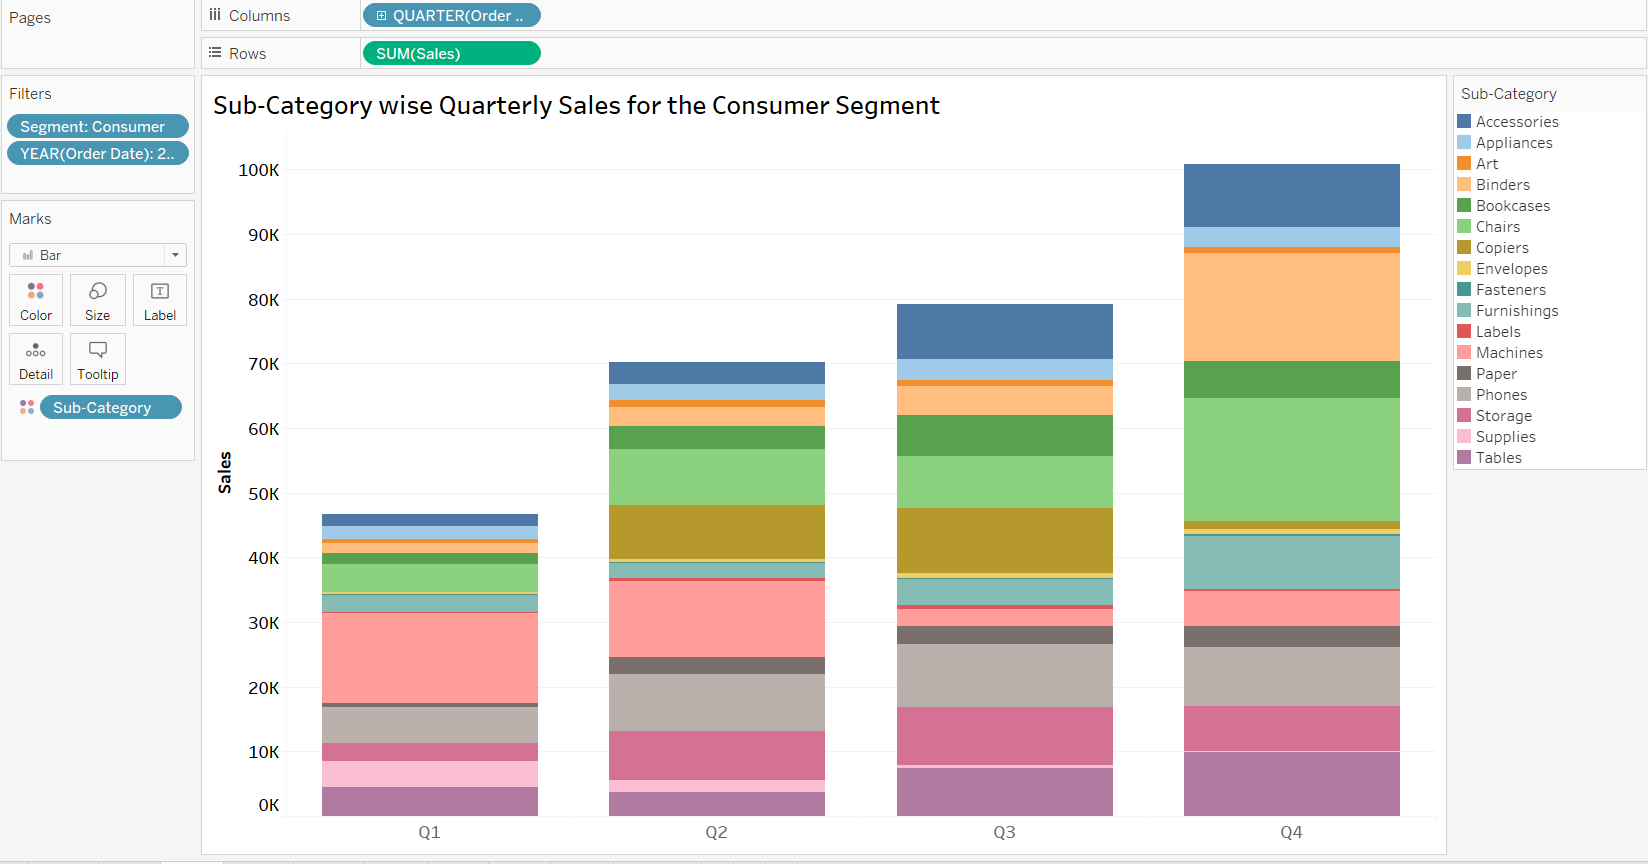 Pages
Columns
QUARTER(Order ..
Rows
SUM(Sales)
Filters
Segment: Consumer
YEAR(Order Date): 2..
Marks
Bar
Color
Size
T
Label
Detail
Tooltip
Sub-Category
Sub-Category wise Quarterly Sales for the Consumer Segment
100K
90K
80K
70K
60K
50K
40K
30K
20K
10K
0K
Sales
Q1
Q2
Q3
Q4
Sub-Category
Accessories
Appliances
Art
Binders
Bookcases
Chairs
Copiers
Envelopes
Fasteners
Furnishings
Labels
Machines
Paper
Phones
Storage
Supplies
Tables